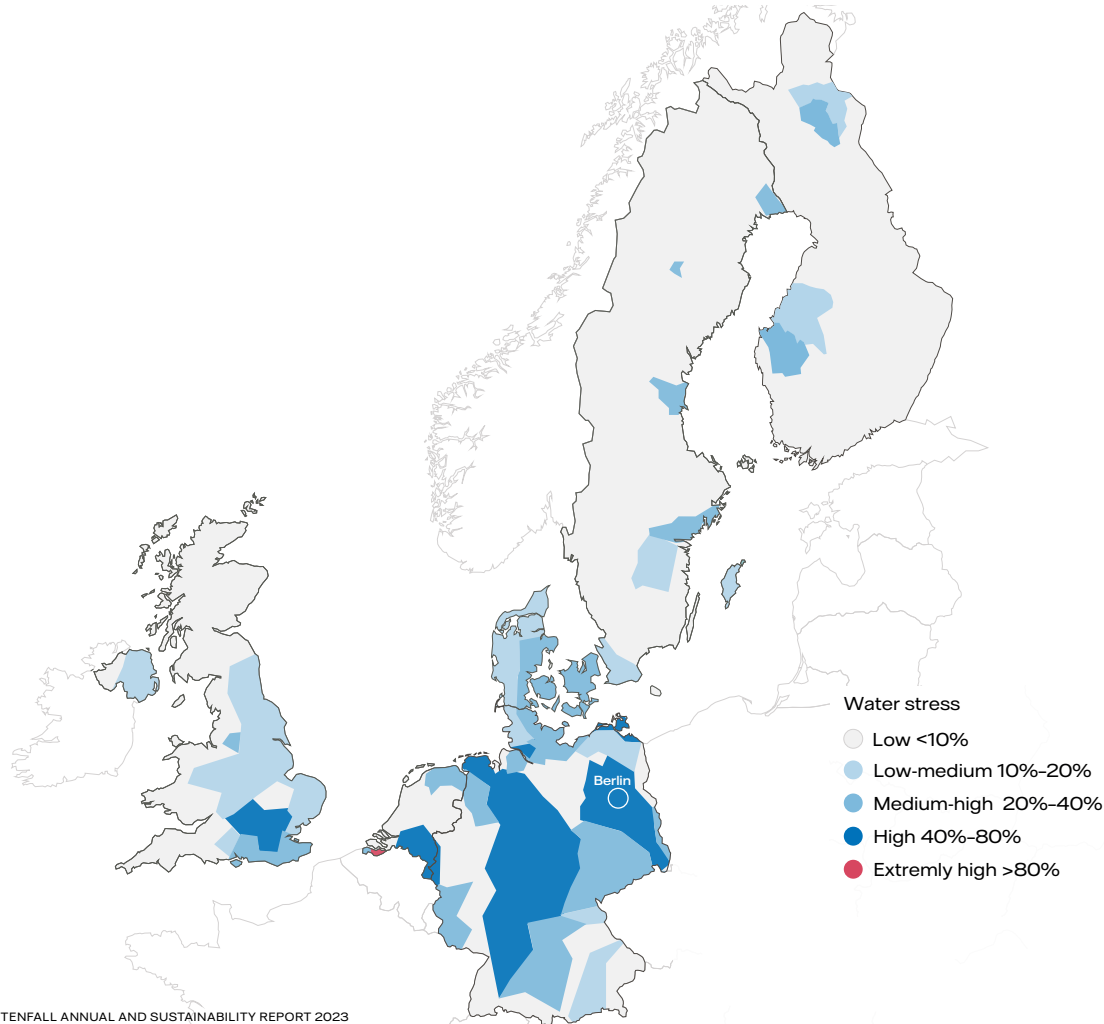 Water stress
Low <10%
Low-medium 10%-20%
Berlin
Medium-high 20%-40%
High 40%-80%
Extremly high >80%
TENFALL ANNUAL AND SUSTAINABILITY REPORT 2023